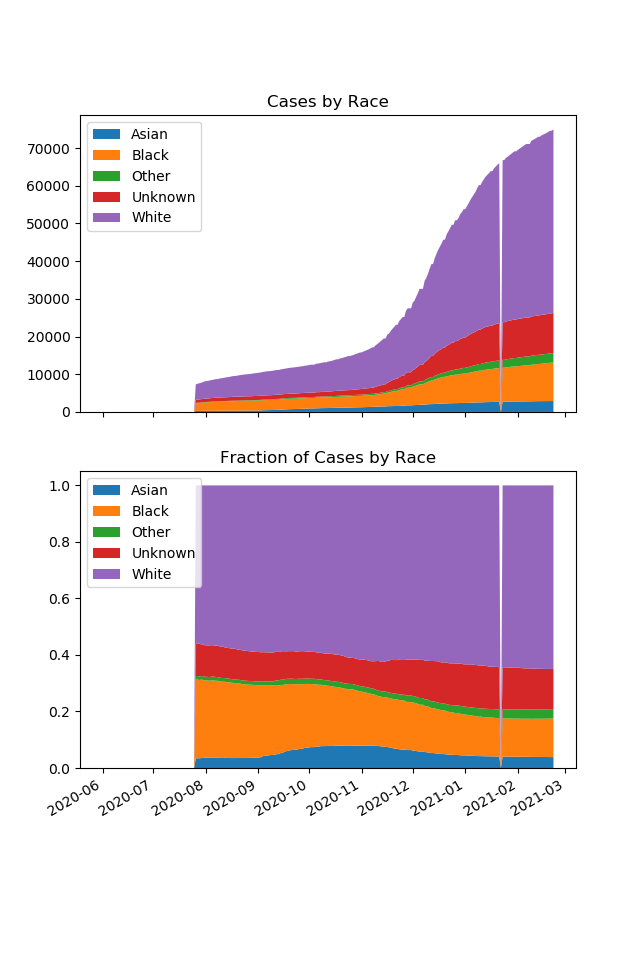 Cases by Race
Asian
Black
Other
Unknown
White
70000
60000
50000
40000
30000
20000
10000
0
Fraction of Cases by Race
Asian
Black
Other
Unknown
White
1.0
0.8
0.6
0.4
0.2
0.0
2020-06
2020-07
2020-08
2020-09
2020-10
2020-11
2020-12
2021-01
2021-02
2021-03